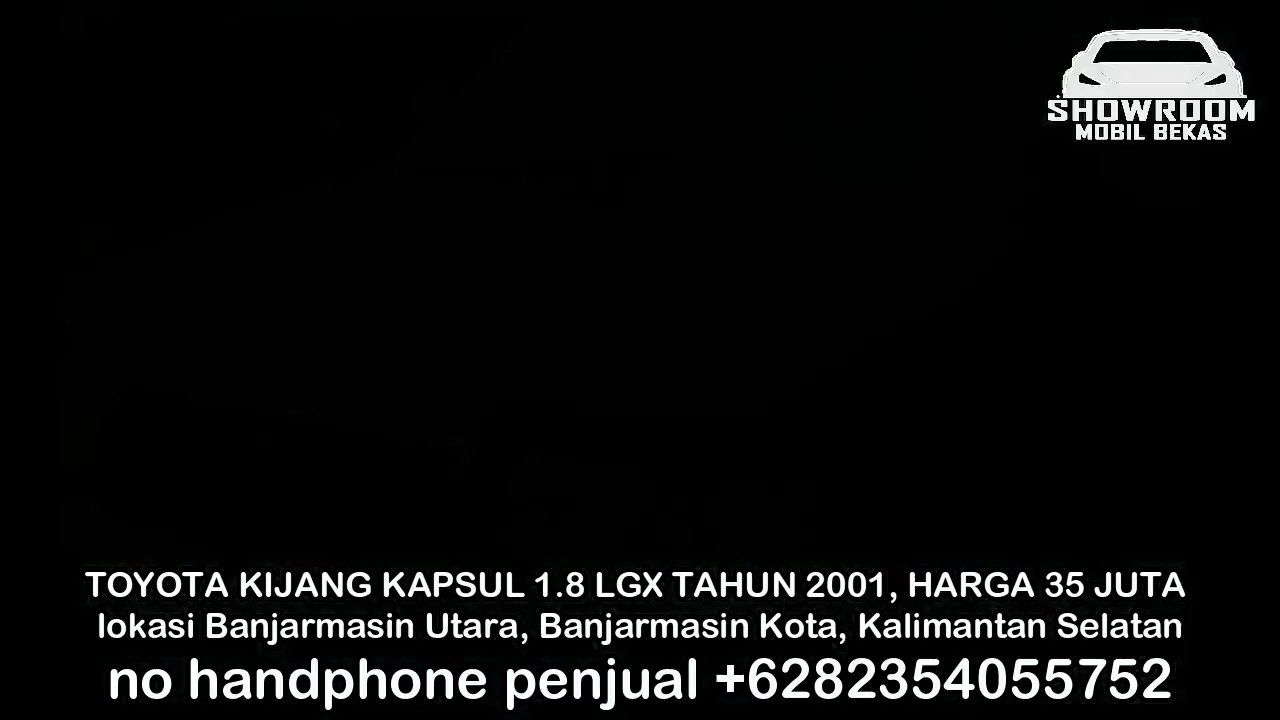 SHOWROOM
MOBIL BEKAS
TOYOTA KIJANG KAPSUL 1.8 LGX TAHUN 2001, HARGA 35 JUTA
lokasi Banjarmasin Utara, Banjarmasin Kota, Kalimantan Selatan
no handphone penjual +6282354055752